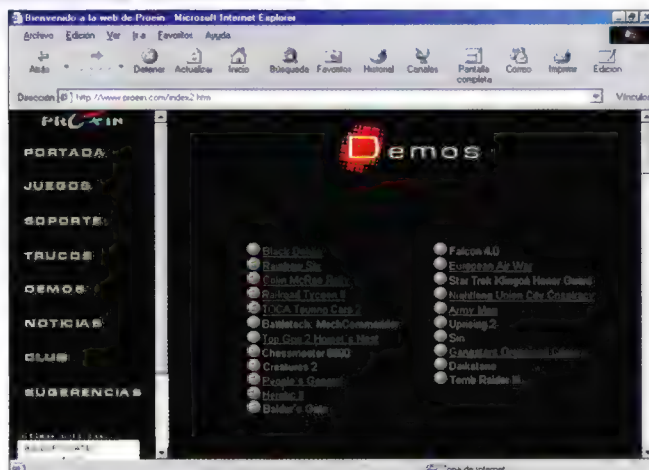 Bienvenido a la web de Proein - Microsoft Internet Explorer
Archivo Edición Ver Ir a Favoritos Ayuda
Atrás Detener Actualizar Inicio Búsqueda Favoritos Historial Canales Pantalla completa Correo Imprimir Edición
Dirección http://www.proein.com/index2.htm Vínculos
PROEIN
PORTADA
JUEGOS
SOPORTE
TRUCOS
DEMOS
NOTICIAS
CLUB
SUGERENCIAS
Demos
Black Dahlia
Rainbow Six
Colin McRae Rally
Railroad Tycoon II
TOCA Touring Cars 2
Battletech: MechCommander
Top Gun 2 Hornet's Nest
Chessmaster 6000
Creatures 2
People's General
Heretic II
Baldur's Gate
Falcon 4.0
European Air War
Star Trek Klingon Honor Guard
Nightlong Union City Conspiracy
Army Men
Uprising 2
Sin
Gangsters Organized Crime
Daikatana
Tomb Raider III